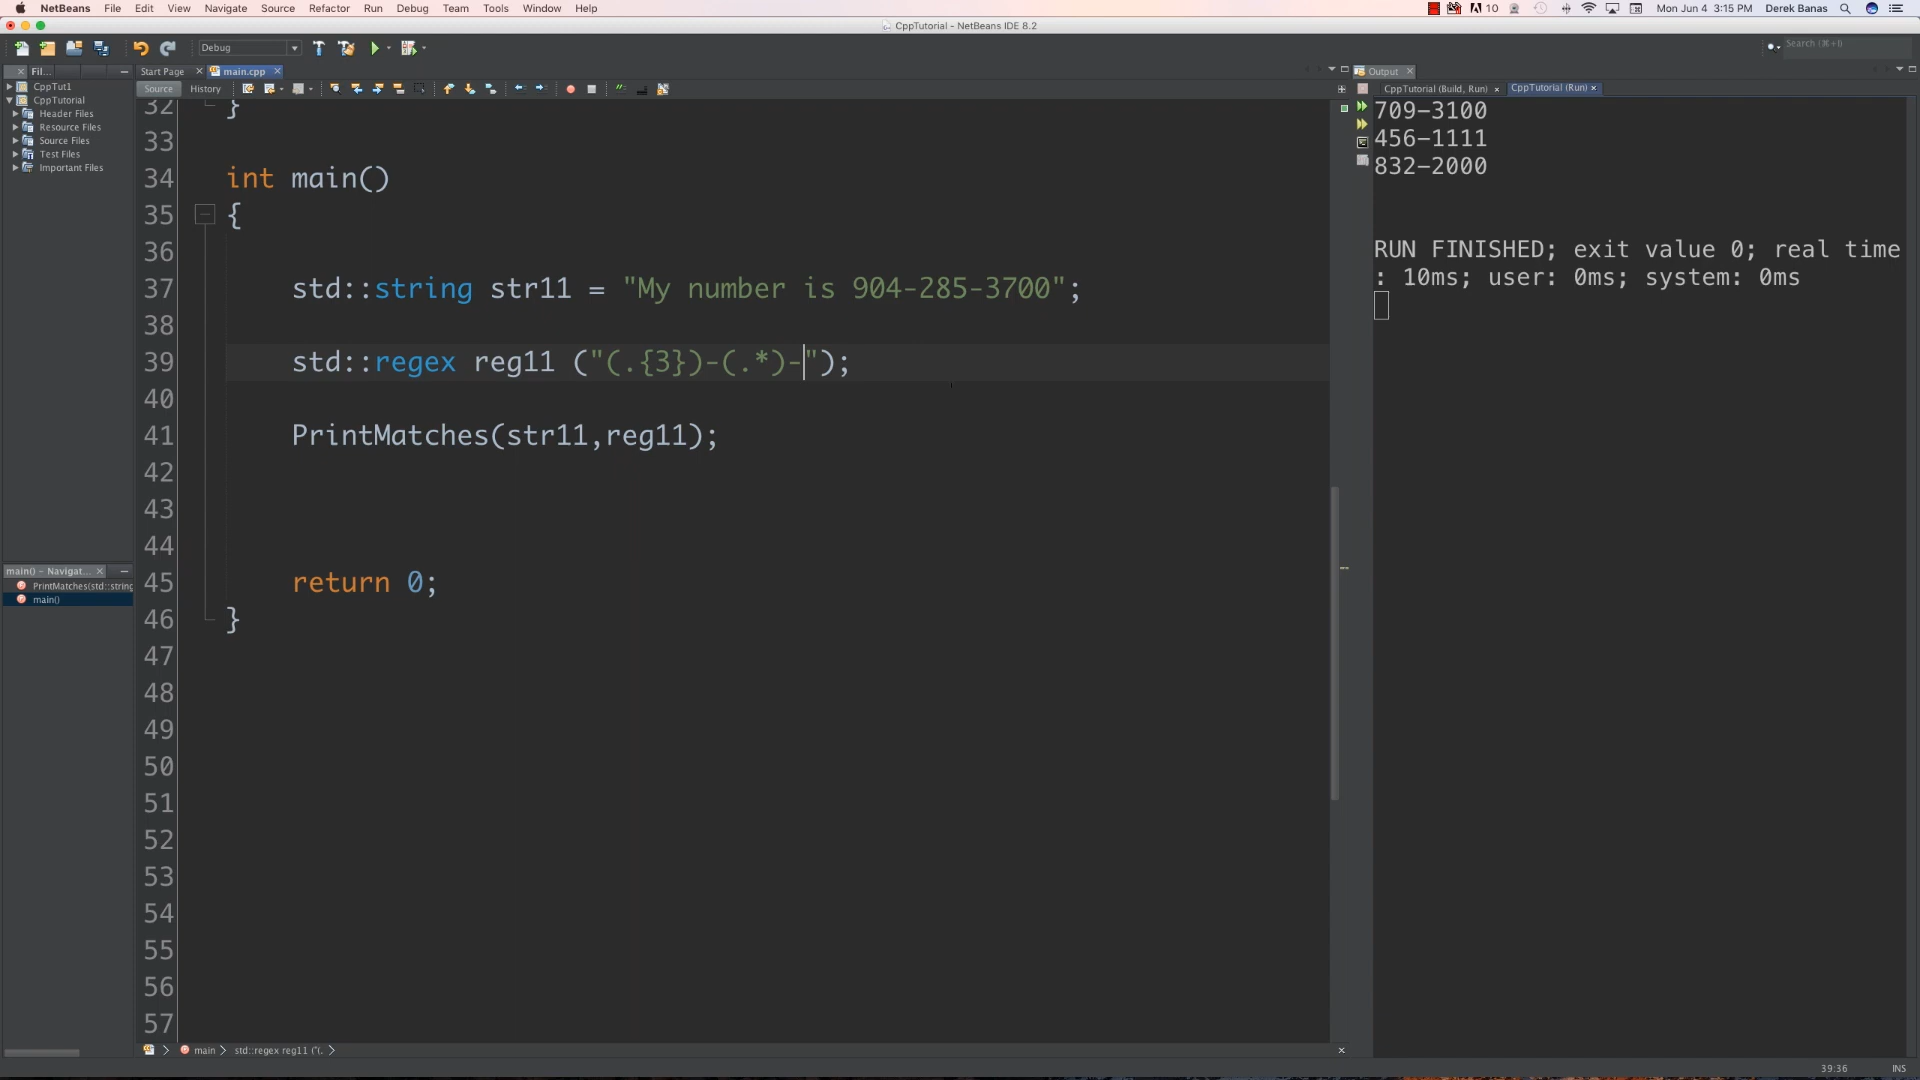 NetBeans File Edit View Navigate Source Refactor Run Debug Team Tools Window Help 10 Mon Jun 4 3:15 PM Derek Banas
CppTutorial - NetBeans IDE 8.2
Debug
Search (⌘+I)
Fil...
Start Page
main.cpp
Output
Source History
CppTutorial (Build, Run) CppTutorial (Run)
CppTut1
CppTutorial
Header Files
Resource Files
Source Files
Test Files
Important Files
main() - Navigat...
PrintMatches(std::string
main()
32 }
33
34 int main()
35 {
36
37 std::string str11 = "My number is 904-285-3700";
38
39 std::regex reg11 ("(.{3})-(.*)-");
40
41 PrintMatches(str11,reg11);
42
43
44
45 return 0;
46 }
47
48
49
50
51
52
53
54
55
56
57
709-3100
456-1111
832-2000
RUN FINISHED; exit value 0; real time
: 10ms; user: 0ms; system: 0ms
main std::regex reg11 ("(.
39:36 INS